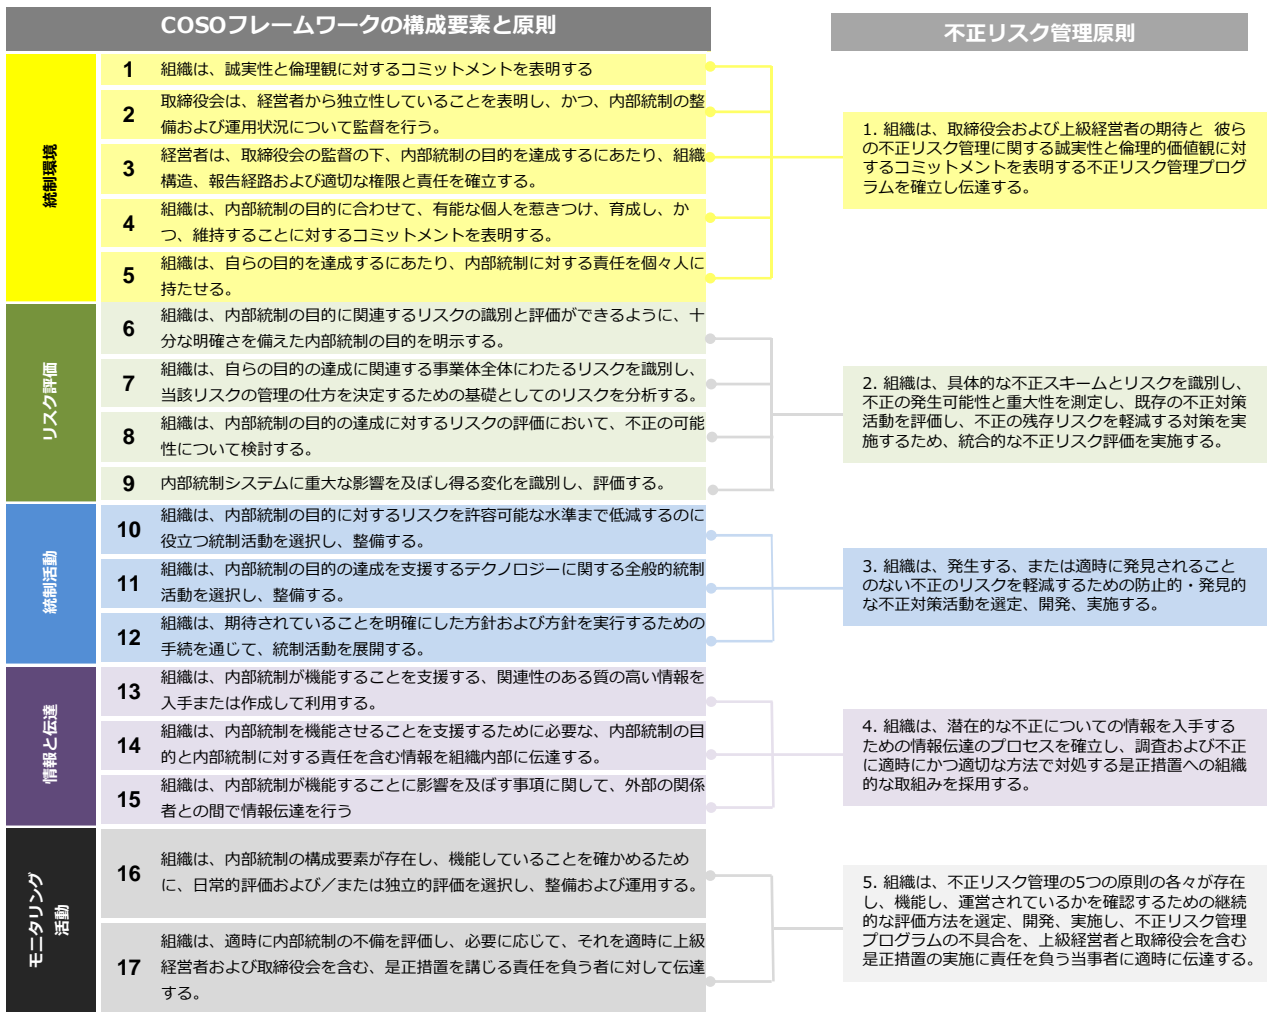 COSOフレームワークの構成要素と原則
不正リスク管理原則
統制環境
1
組織は、誠実性と倫理観に対するコミットメントを表明する
2
取締役会は、経営者から独立性していることを表明し、かつ、内部統制の整
備および運用状況について監督を行う。
3
経営者は、取締役会の監督の下、内部統制の目的を達成するにあたり、組織
構造、報告経路および適切な権限と責任を確立する。
4
組織は、内部統制の目的に合わせて、有能な個人を惹きつけ、育成し、か
つ、維持することに対するコミットメントを表明する。
5
組織は、自らの目的を達成するにあたり、内部統制に対する責任を個々人に
持たせる。
1. 組織は、取締役会および上級経営者の期待と 彼ら
の不正リスク管理に関する誠実性と倫理的価値観に対
するコミットメントを表明する不正リスク管理プログ
ラムを確立し伝達する。
リスク評価
6
組織は、内部統制の目的に関連するリスクの識別と評価ができるように、十
分な明確さを備えた内部統制の目的を明示する。
7
組織は、自らの目的の達成に関連する事業体全体にわたるリスクを識別し、
当該リスクの管理の仕方を決定するための基礎としてのリスクを分析する。
8
組織は、内部統制の目的の達成に対するリスクの評価において、不正の可能
性について検討する。
9
内部統制システムに重大な影響を及ぼし得る変化を識別し、評価する。
2. 組織は、具体的な不正スキームとリスクを識別し、
不正の発生可能性と重大性を測定し、既存の不正対策
活動を評価し、不正の残存リスクを軽減する対策を実
施するため、統合的な不正リスク評価を実施する。
統制活動
10
組織は、内部統制の目的に対するリスクを許容可能な水準まで低減するのに
役立つ統制活動を選択し、整備する。
11
組織は、内部統制の目的の達成を支援するテクノロジーに関する全般的統制
活動を選択し、整備する。
12
組織は、期待されていることを明確にした方針および方針を実行するための
手続を通じて、統制活動を展開する。
3. 組織は、発生する、または適時に発見されること
のない不正のリスクを軽減するための防止的・発見的
な不正対策活動を選定、開発、実施する。
情報と伝達
13
組織は、内部統制が機能することを支援する、関連性のある質の高い情報を
入手または作成して利用する。
14
組織は、内部統制を機能させることを支援するために必要な、内部統制の目
的と内部統制に対する責任を含む情報を組織内部に伝達する。
15
組織は、内部統制が機能することに影響を及ぼす事項に関して、外部の関係
者との間で情報伝達を行う
4. 組織は、潜在的な不正についての情報を入手する
ための情報伝達のプロセスを確立し、調査および不正
に適時にかつ適切な方法で対処する是正措置への組織
的な取組みを採用する。
モニタリング
活動
16
組織は、内部統制の構成要素が存在し、機能していることを確かめるため
に、日常的評価および／または独立的評価を選択し、整備および運用する。
17
組織は、適時に内部統制の不備を評価し、必要に応じて、それを適時に上級
経営者および取締役会を含む、是正措置を講じる責任を負う者に対して伝達
する。
5. 組織は、不正リスク管理の5つの原則の各々が存在
し、機能し、運営されているかを確認するための継続
的な評価方法を選定、開発、実施し、不正リスク管理
プログラムの不具合を、上級経営者と取締役会を含む
是正措置の実施に責任を負う当事者に適時に伝達する。